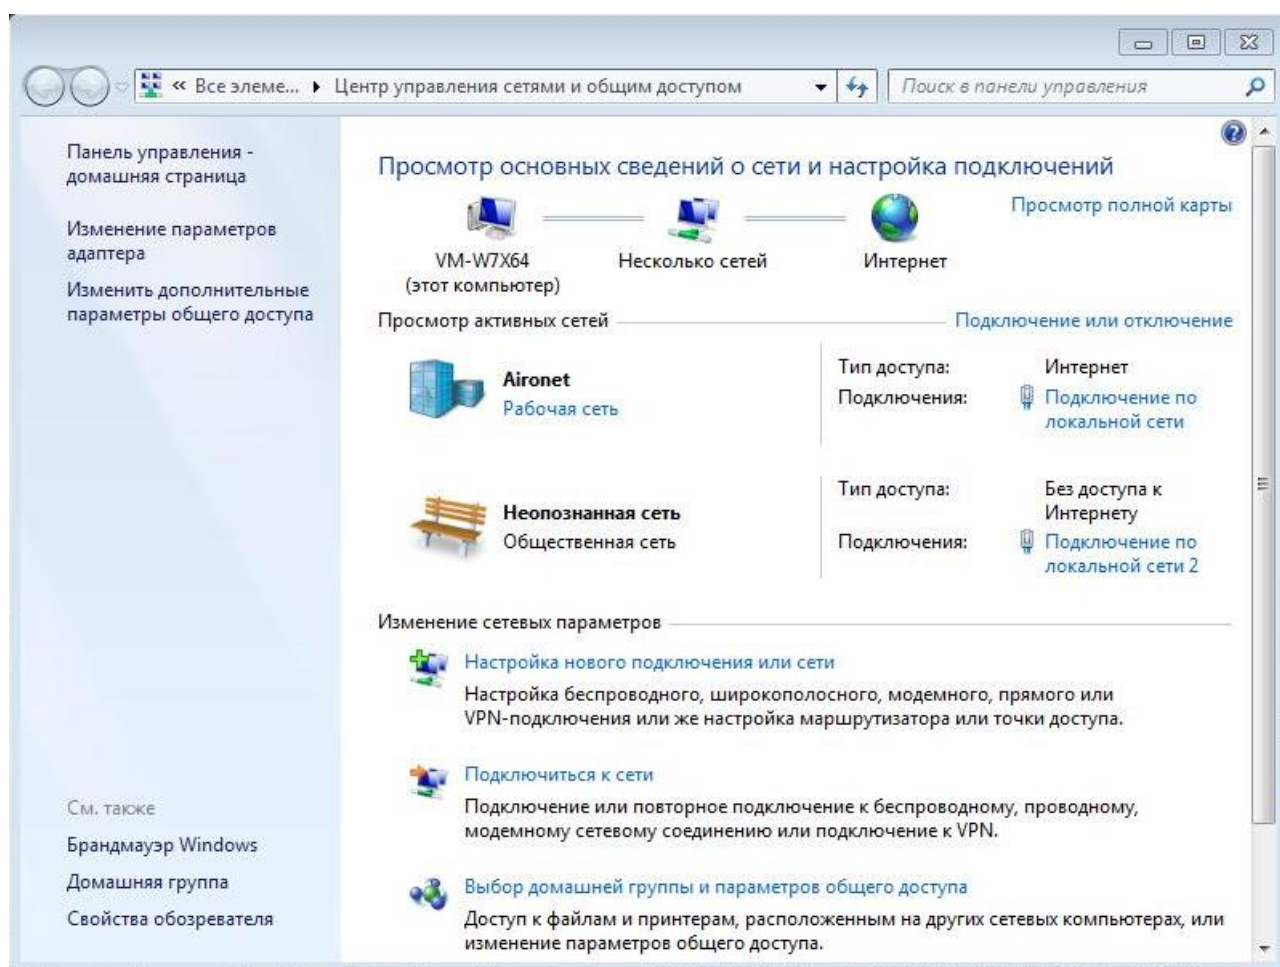 « Все элеме... ▸ Центр управления сетями и общим доступом
Поиск в панели управления
Панель управления -
домашняя страница
Изменение параметров
адаптера
Изменить дополнительные
параметры общего доступа
См. также
Брандмауэр Windows
Домашняя группа
Свойства обозревателя
Просмотр основных сведений о сети и настройка подключений
Просмотр полной карты
VM-W7X64
(этот компьютер)
Несколько сетей
Интернет
Просмотр активных сетей
Подключение или отключение
Aironet
Рабочая сеть
Тип доступа: Интернет
Подключения: Подключение по
локальной сети
Неопознанная сеть
Общественная сеть
Тип доступа: Без доступа к
Интернету
Подключения: Подключение по
локальной сети 2
Изменение сетевых параметров
Настройка нового подключения или сети
Настройка беспроводного, широкополосного, модемного, прямого или
VPN-подключения или же настройка маршрутизатора или точки доступа.
Подключиться к сети
Подключение или повторное подключение к беспроводному, проводному,
модемному сетевому соединению или подключение к VPN.
Выбор домашней группы и параметров общего доступа
Доступ к файлам и принтерам, расположенным на других сетевых компьютерах, или
изменение параметров общего доступа.